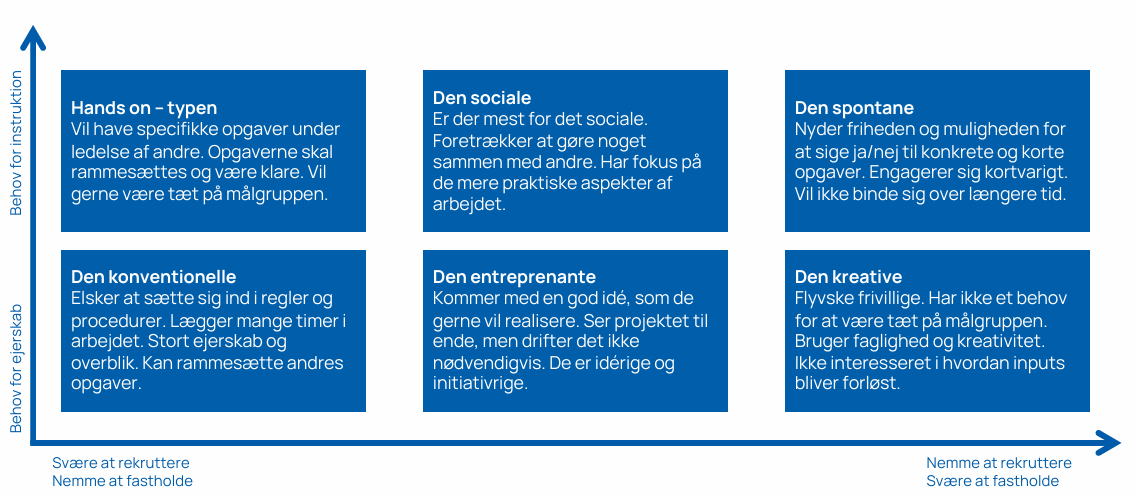 Behov for instruktion
Hands on – typen
Vil have specifikke opgaver under
ledelse af andre. Opgaverne skal
rammesættes og være klare. Vil
gerne være tæt på målgruppen.
Den sociale
Er der mest for det sociale.
Foretrækker at gøre noget
sammen med andre. Har fokus på
de mere praktiske aspekter af
arbejdet.
Den spontane
Nyder friheden og muligheden for
at sige ja/nej til konkrete og korte
opgaver. Engagerer sig kortvarigt.
Vil ikke binde sig over længere tid.
Behov for ejerskab
Den konventionelle
Elsker at sætte sig ind i regler og
procedurer. Lægger mange timer i
arbejdet. Stort ejerskab og
overblik. Kan rammesætte andres
opgaver.
Den entreprenante
Kommer med en god idé, som de
gerne vil realisere. Ser projektet til
ende, men drifter det ikke
nødvendigvis. De er idérige og
initiativrige.
Den kreative
Flyvske frivillige. Har ikke et behov
for at være tæt på målgruppen.
Bruger faglighed og kreativitet.
Ikke interesseret i hvordan inputs
bliver forløst.
Svære at rekruttere
Nemme at fastholde
Nemme at rekruttere
Svære at fastholde